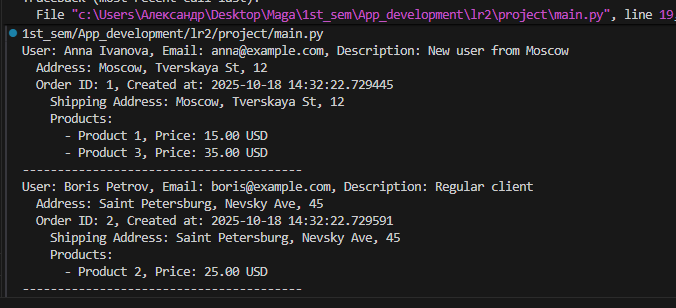 Traceback (most recent call last):
File "c:\Users\Александр\Desktop\Maga\1st_sem\App_development\lr2\project\main.py", line 19,
1st_sem/App_development/lr2/project/main.py
User: Anna Ivanova, Email: anna@example.com, Description: New user from Moscow
Address: Moscow, Tverskaya St, 12
Order ID: 1, Created at: 2025-10-18 14:32:22.729445
Shipping Address: Moscow, Tverskaya St, 12
Products:
- Product 1, Price: 15.00 USD
- Product 3, Price: 35.00 USD
----------------------------------------
User: Boris Petrov, Email: boris@example.com, Description: Regular client
Address: Saint Petersburg, Nevsky Ave, 45
Order ID: 2, Created at: 2025-10-18 14:32:22.729591
Shipping Address: Saint Petersburg, Nevsky Ave, 45
Products:
- Product 2, Price: 25.00 USD
----------------------------------------